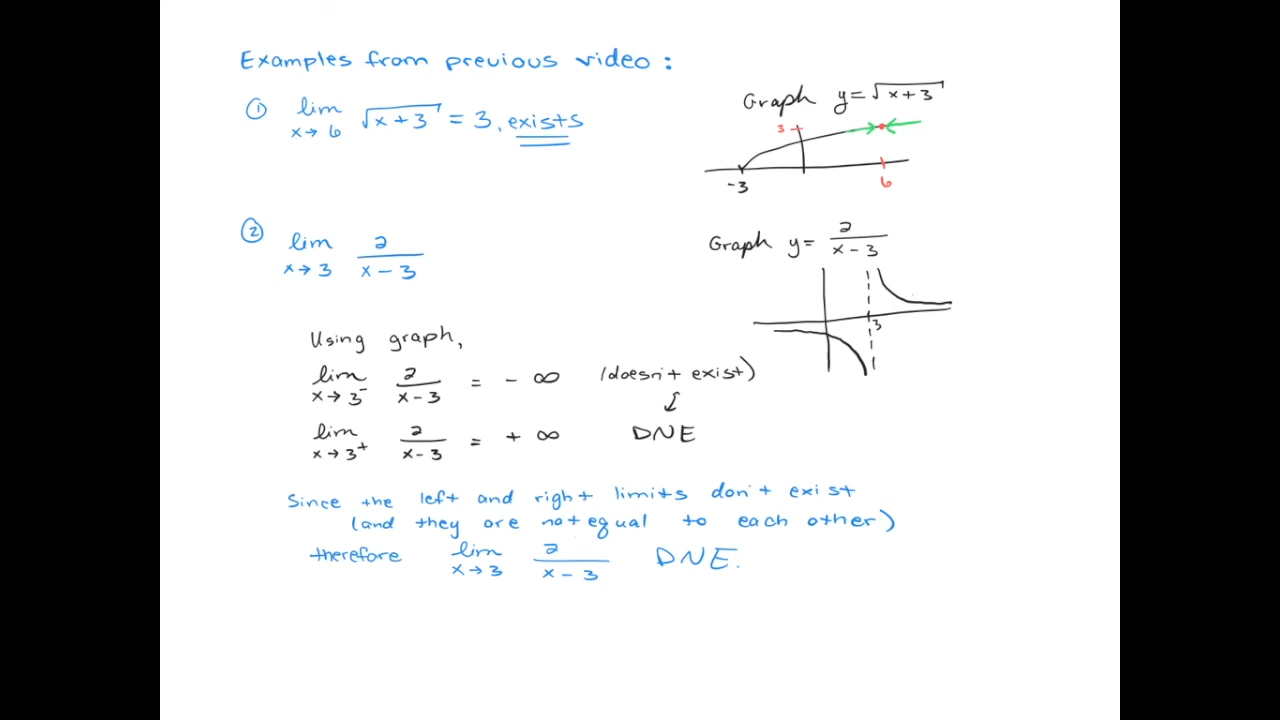 Examples from previous video:
① lim x→6 √(x+3) = 3, exists
Graph y = √(x+3)
3
-3
6
② lim x→3 2/(x-3)
Graph y = 2/(x-3)
3
Using graph,
lim x→3⁻ 2/(x-3) = -∞ (doesn't exist)
lim x→3⁺ 2/(x-3) = +∞ DNE
Since the left and right limits don't exist
(and they are not equal to each other)
therefore lim x→3 2/(x-3) DNE.